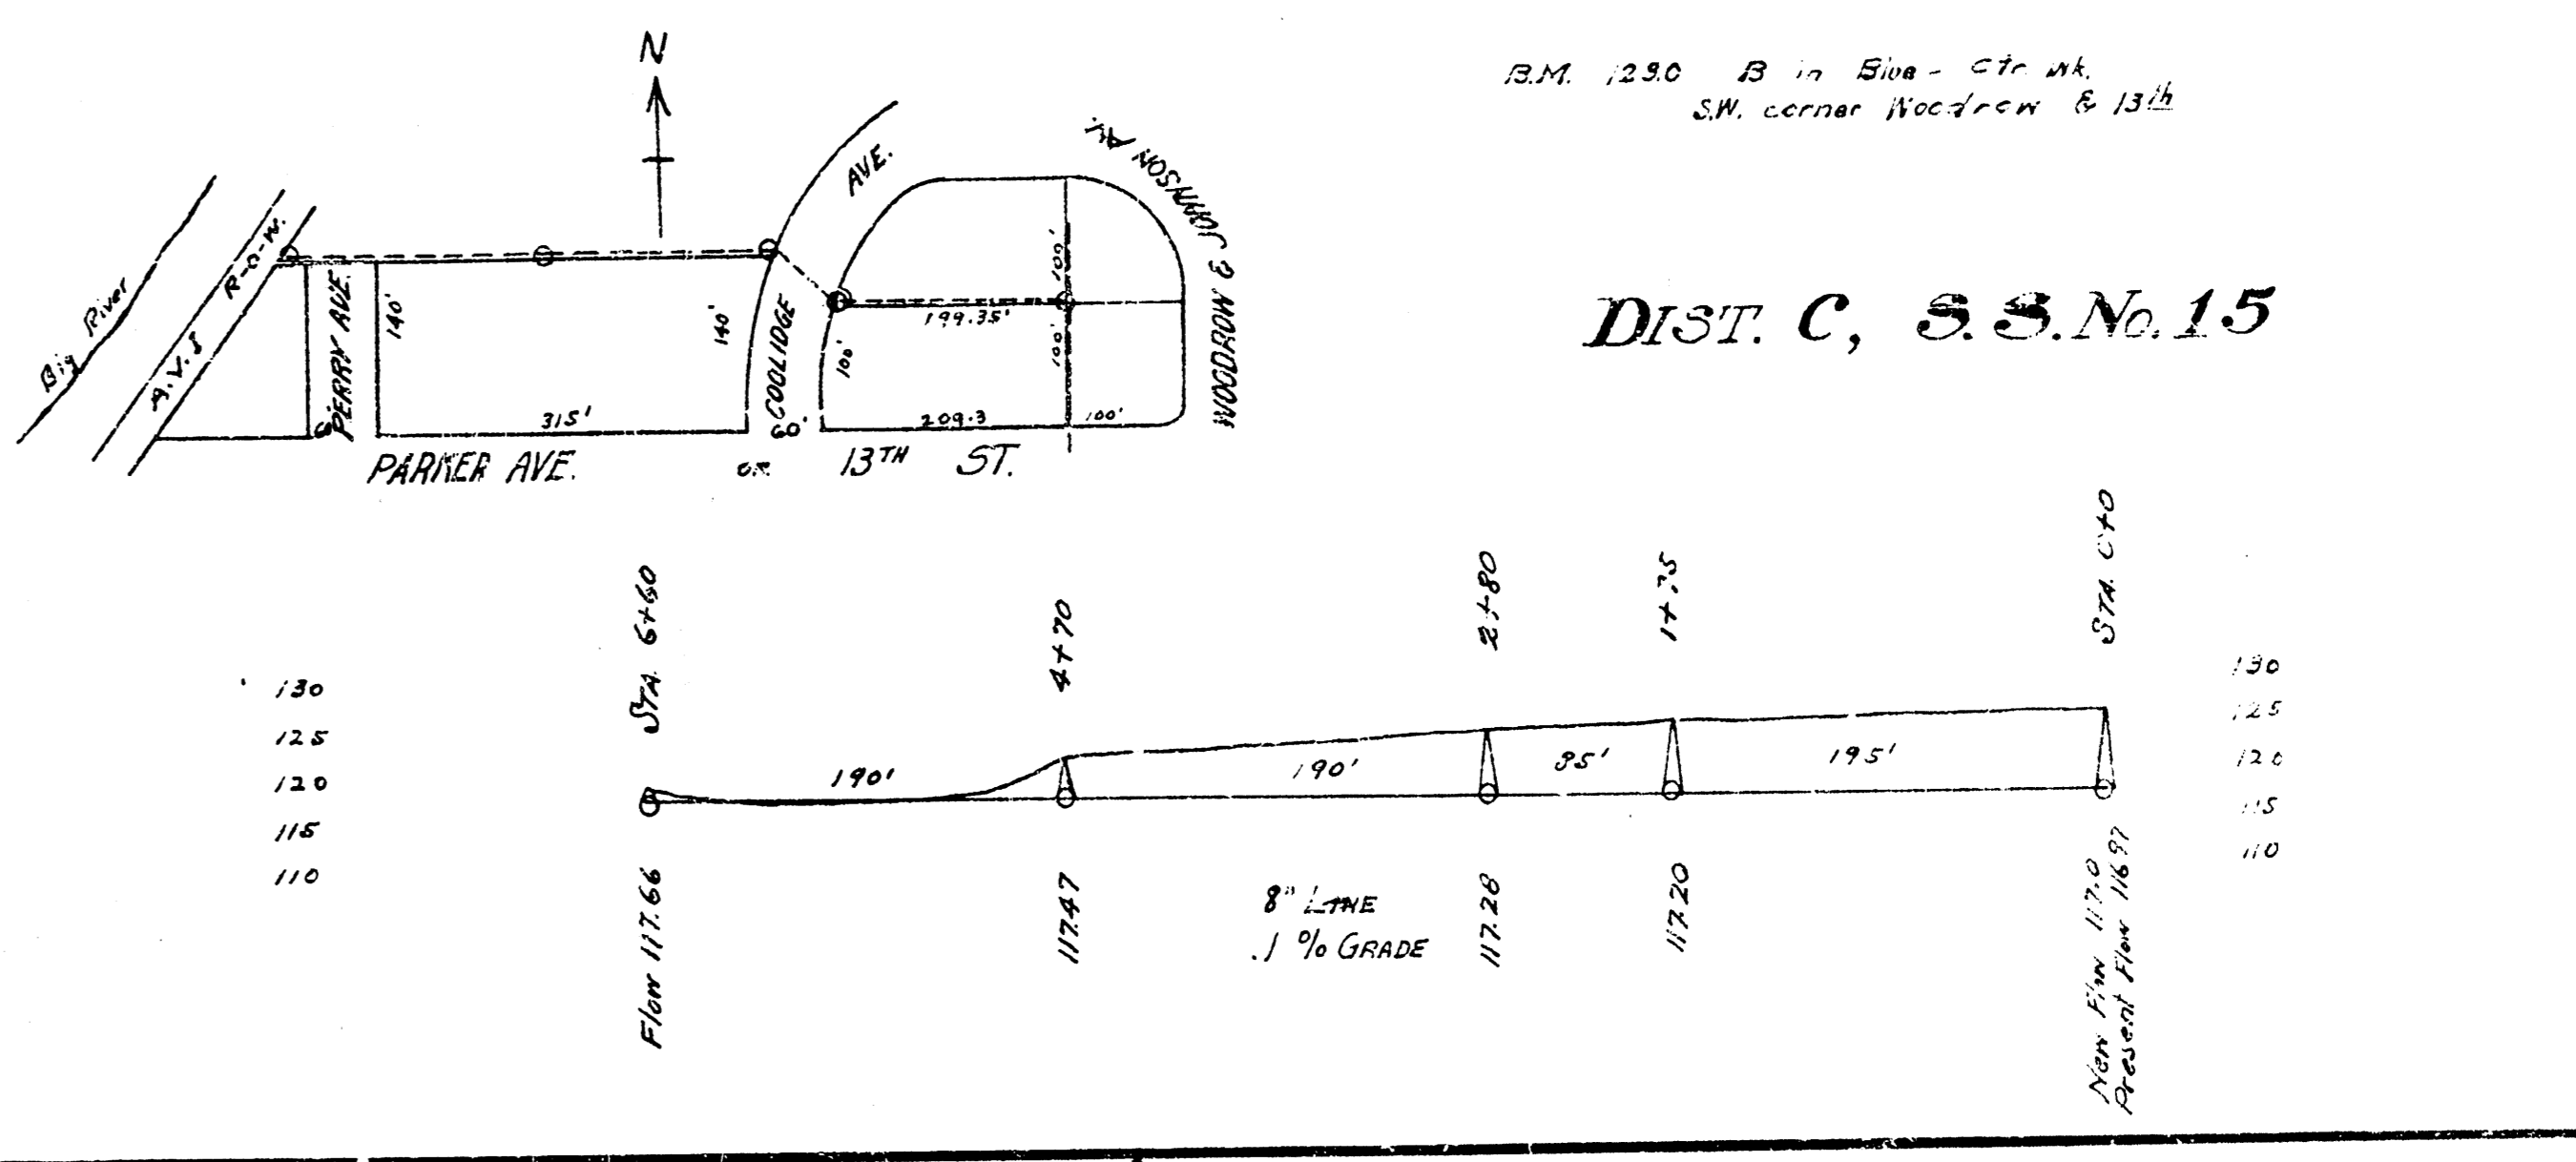 N
B.M. 129.0 B in Blue - Ctr. Wk.
S.W. corner Woodrow & 13th
AVE.
WOODROW & JOHNSON AV.
Big River
A.V.I R-O-W.
PERRY AVE.
140'
140'
COOLIDGE
100'
199.35'
100'
100'
315'
60'
209.3
100'
PARKER AVE. OR 13TH ST.
DIST. C, S.S. No. 15
STA. 6+60
4+70
2+80
STA. 0+0
130
125
120
115
110
190'
190'
195'
130
125
120
115
110
Flow 117.66
117.47
8" LINE
.1 % GRADE
117.28
117.20
New Flow 117.0
Present Flow 116.97